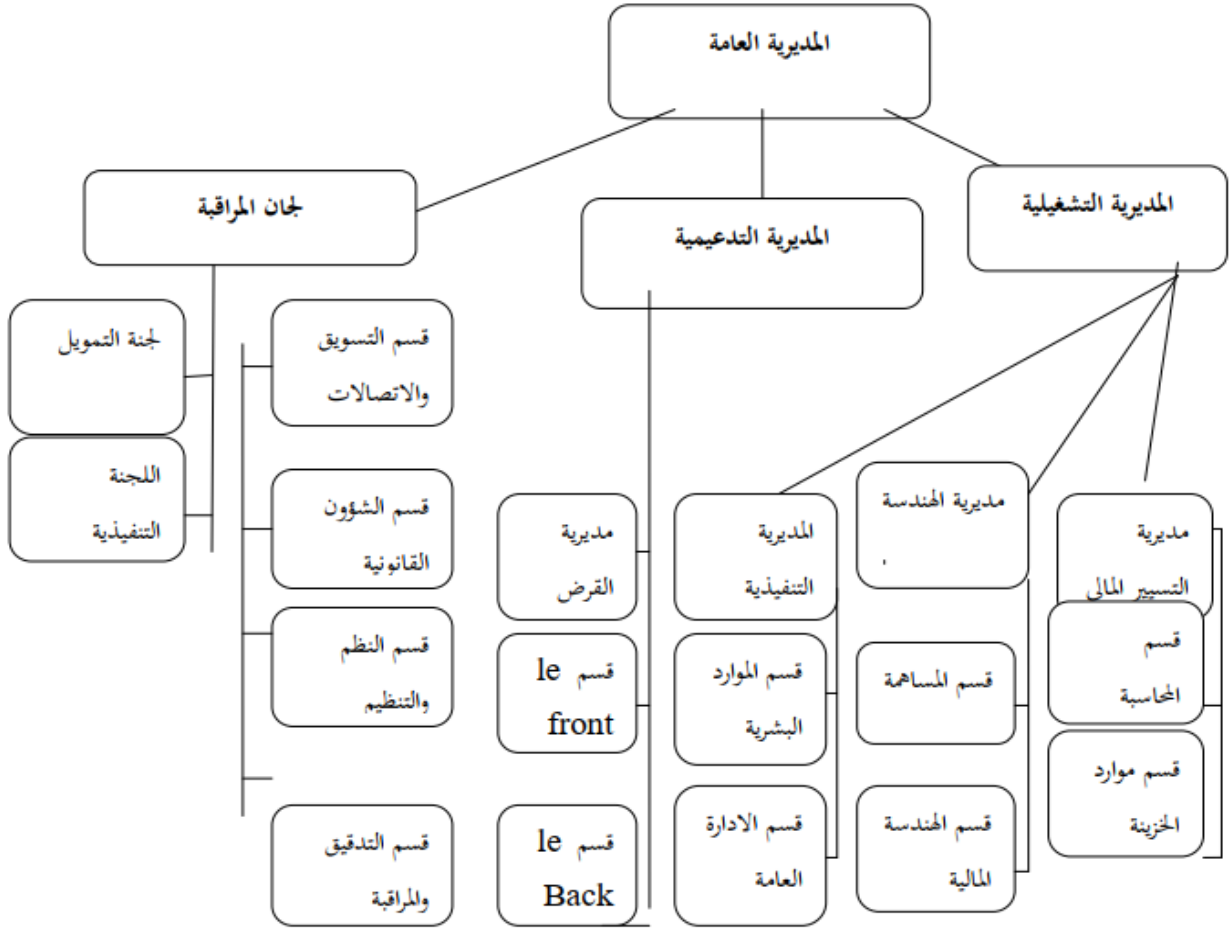 المديرية العامة
المديرية التشغيلية
المديرية التدعيمية
لجان المراقبة
قسم التسويق
والاتصالات
لجنة التمويل
اللجنة
التنفيذية
قسم الشؤون
القانونية
قسم النظم
والتنظيم
قسم التدقيق
والمراقبة
مديرية
القرض
قسم le
front
قسم le
Back
المديرية
التنفيذية
قسم الموارد
البشرية
قسم الادارة
العامة
مديرية الهندسة
قسم المساهمة
قسم الهندسة
المالية
مديرية
التسيير المالي
قسم
المحاسبة
قسم موارد
الخزينة